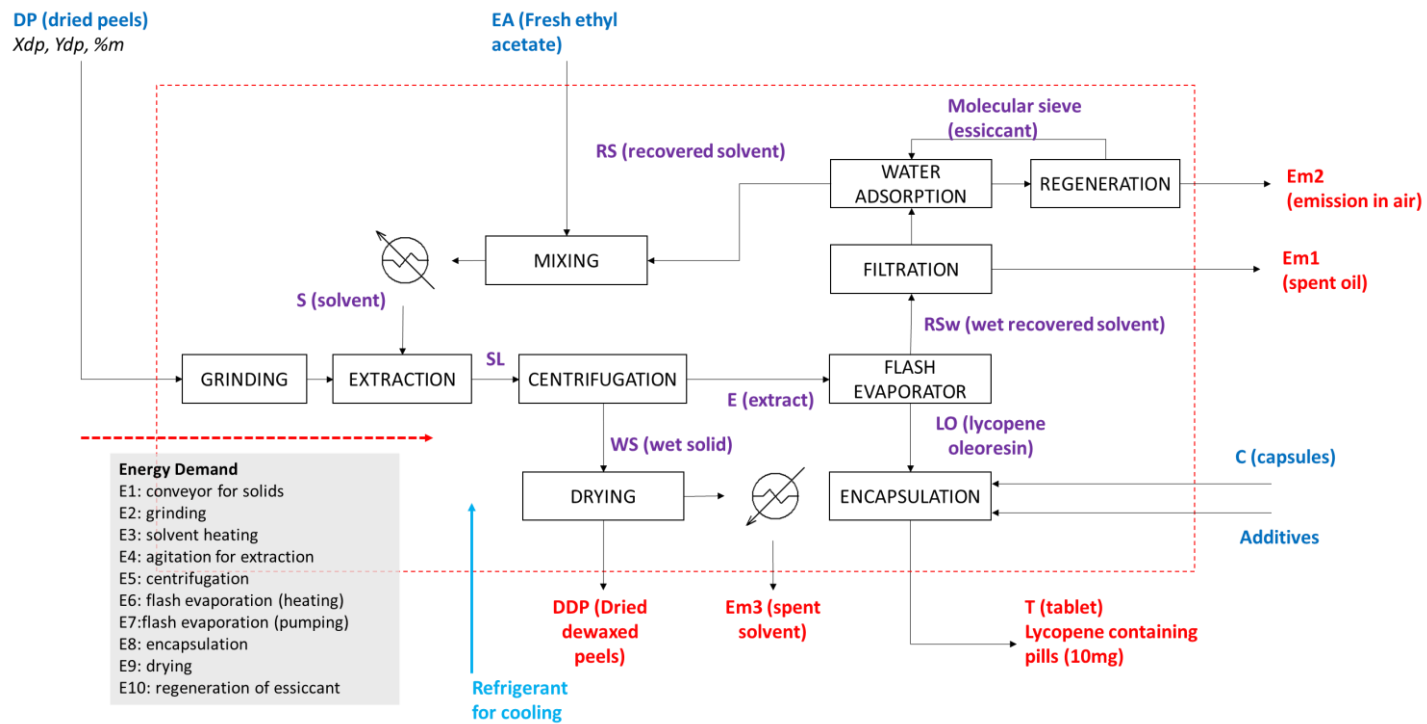 DP (dried peels)
Xdp, Ydp, %m
EA (Fresh ethyl
acetate)
Molecular sieve
(essiccant)
RS (recovered solvent)
WATER
ADSORPTION
REGENERATION
Em2
(emission in air)
MIXING
FILTRATION
Em1
(spent oil)
S (solvent)
RSw (wet recovered solvent)
GRINDING
EXTRACTION
SL
CENTRIFUGATION
E (extract)
FLASH
EVAPORATOR
WS (wet solid)
LO (lycopene
oleoresin)
C (capsules)
DRYING
ENCAPSULATION
Additives
Energy Demand
E1: conveyor for solids
E2: grinding
E3: solvent heating
E4: agitation for extraction
E5: centrifugation
E6: flash evaporation (heating)
E7:flash evaporation (pumping)
E8: encapsulation
E9: drying
E10: regeneration of essiccant
DDP (Dried
dewaxed
peels)
Em3 (spent
solvent)
T (tablet)
Lycopene containing
pills (10mg)
Refrigerant
for cooling